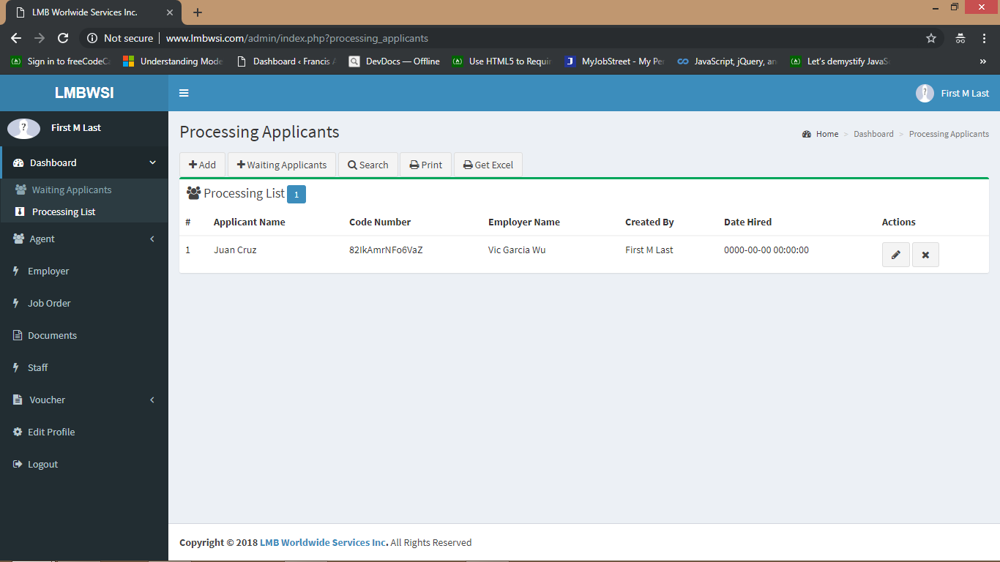 LMB Worlwide Services Inc.
Not secure | www.lmbwsi.com/admin/index.php?processing_applicants
Sign in to freeCodeCa Understanding Mode Dashboard ‹ Francis A DevDocs — Offline Use HTML5 to Requir MyJobStreet - My Per JavaScript, jQuery, an Let's demystify JavaS »
LMBWSI First M Last
First M Last
Dashboard
Waiting Applicants
Processing List
Agent
Employer
Job Order
Documents
Staff
Voucher
Edit Profile
Logout
Processing Applicants
Home > Dashboard > Processing Applicants
Add Waiting Applicants Search Print Get Excel
Processing List 1
# Applicant Name Code Number Employer Name Created By Date Hired Actions
1 Juan Cruz 82IkAmrNFo6VaZ Vic Garcia Wu First M Last 0000-00-00 00:00:00
Copyright © 2018 LMB Worldwide Services Inc. All Rights Reserved